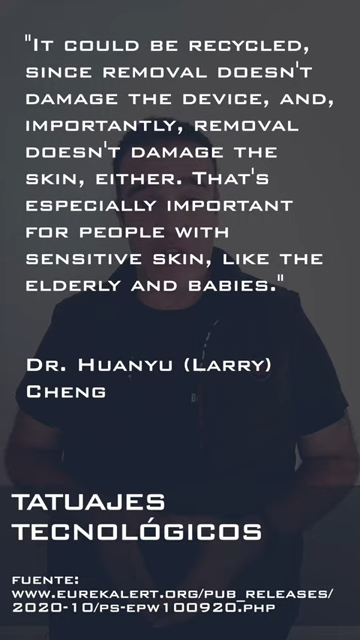 "It could be recycled,
since removal doesn't
damage the device, and,
importantly, removal
doesn't damage the
skin, either. That's
especially important
for people with
sensitive skin, like the
elderly and babies."
Dr. Huanyu (Larry)
Cheng
TATUAJES
TECNOLÓGICOS
fuente:
www.eurekalert.org/pub_releases/
2020-10/ps-epw100920.php